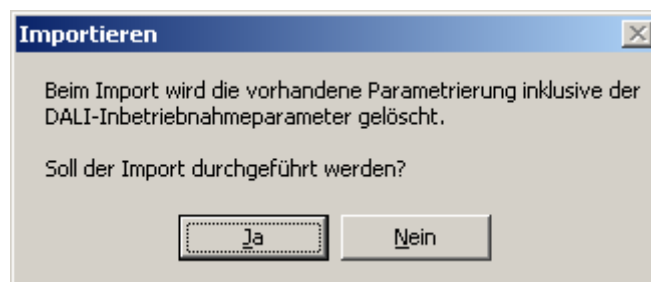 Importieren
Beim Import wird die vorhandene Parametrierung inklusive der
DALI-Inbetriebnahmeparameter gelöscht.
Soll der Import durchgeführt werden?
Ja
Nein